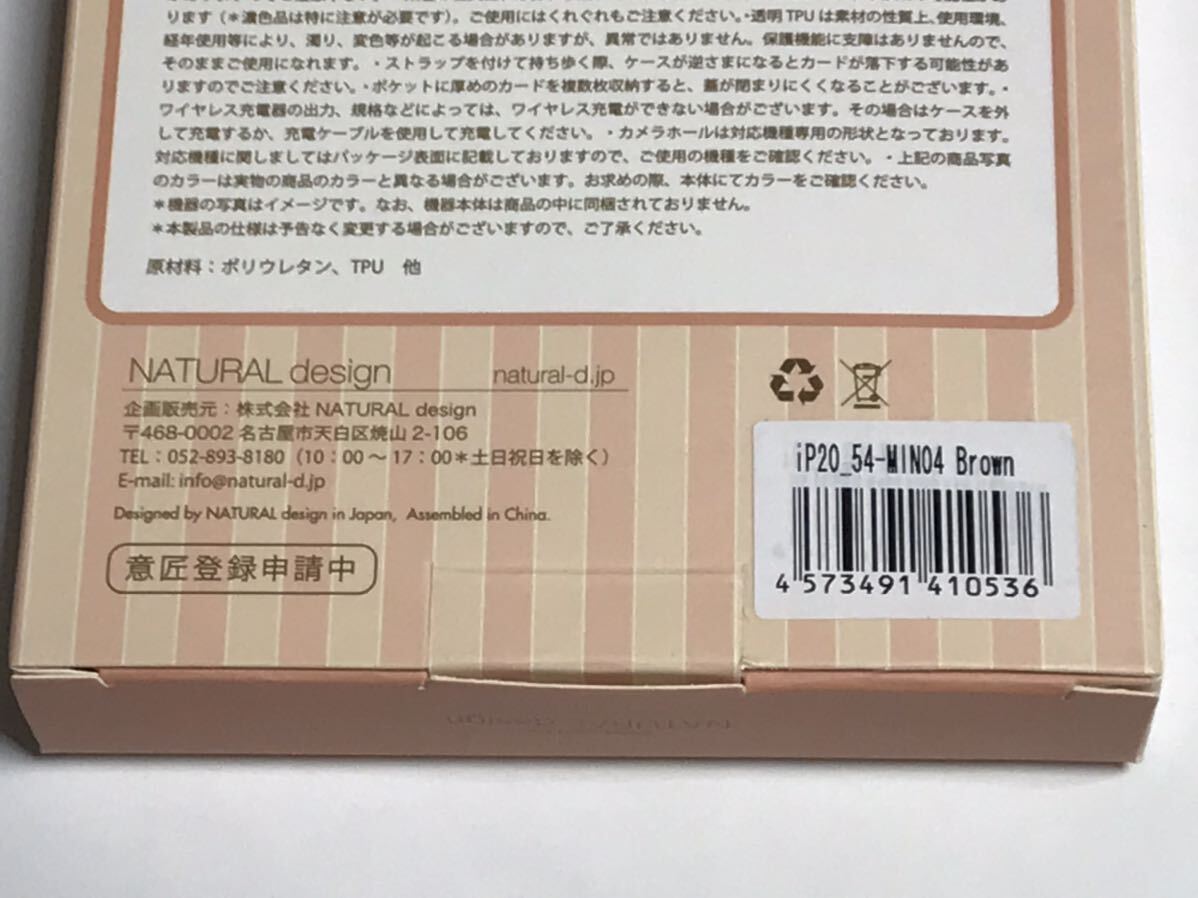 ります（＊濃色品は特に注意が必要です）。ご使用にはくれぐれもご注意ください。・透明 TPU は素材の性質上、使用環境、
経年使用等により、濁り、変色等が起こる場合がありますが、異常ではありません。保護機能に支障はありませんので、
そのままご使用になれます。・ストラップを付けて持ち歩く際、ケースが逆さまになるとカードが落下する可能性があ
りますのでご注意ください。・ポケットに厚めのカードを複数枚収納すると、蓋が閉まりにくくなることがございます。・
ワイヤレス充電器の出力、規格などによっては、ワイヤレス充電ができない場合がございます。その場合はケースを外
して充電するか、充電ケーブルを使用して充電してください。・カメラホールは対応機種専用の形状となっております。
対応機種に関しましてはパッケージ表面に記載しておりますので、ご使用の機種をご確認ください。・上記の商品写真
のカラーは実物の商品のカラーと異なる場合がございます。お求めの際、本体にてカラーをご確認ください。
＊機器の写真はイメージです。なお、機器本体は商品の中に同梱されておりません。
＊本製品の仕様は予告なく変更する場合がございますので、ご了承ください。
原材料：ポリウレタン、TPU　他
NATURAL design natural-d.jp
企画販売元：株式会社 NATURAL design
〒468-0002 名古屋市天白区焼山 2-106
TEL：052-893-8180（10：00～17：00＊土日祝日を除く）
E-mail: info@natural-d.jp
Designed by NATURAL design in Japan, Assembled in China.
意匠登録申請中
iP20_54-MIN04 Brown
4 573491 410536
NATURAL design